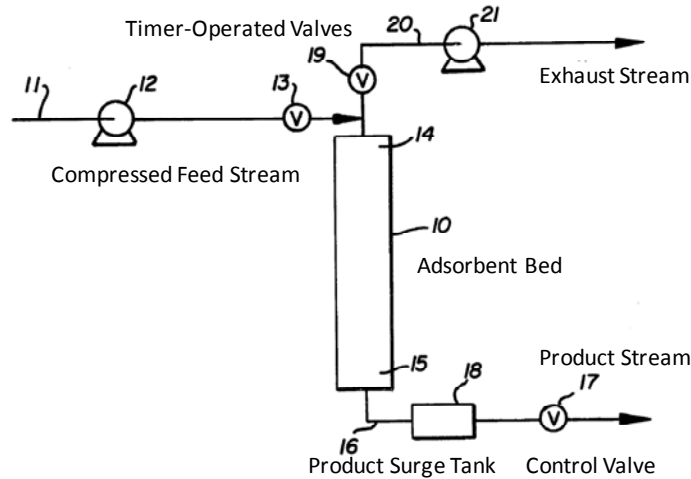 Timer-Operated Valves
20
21
19
Exhaust Stream
11
12
13
V
V
14
Compressed Feed Stream
10
Adsorbent Bed
15
18
Product Stream
17
V
16
Product Surge Tank
Control Valve